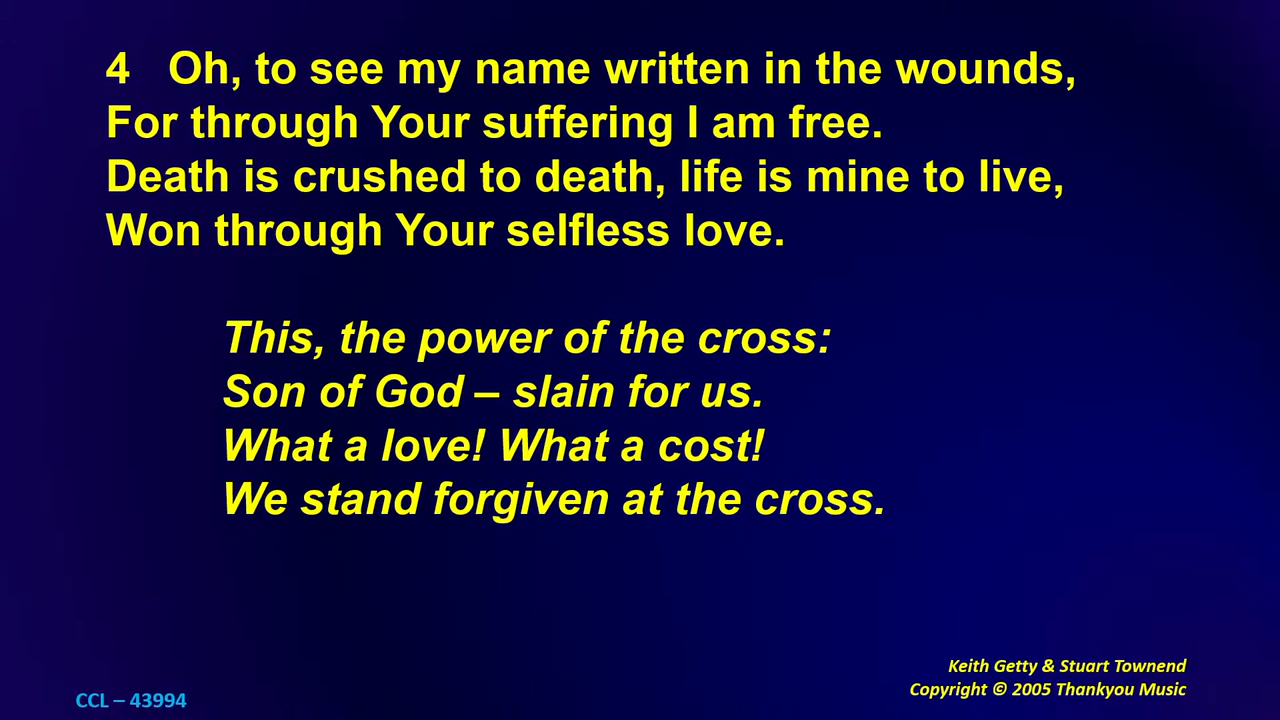 4 Oh, to see my name written in the wounds,
For through Your suffering I am free.
Death is crushed to death, life is mine to live,
Won through Your selfless love.
This, the power of the cross:
Son of God – slain for us.
What a love! What a cost!
We stand forgiven at the cross.
Keith Getty & Stuart Townend
Copyright © 2005 Thankyou Music
CCL – 43994